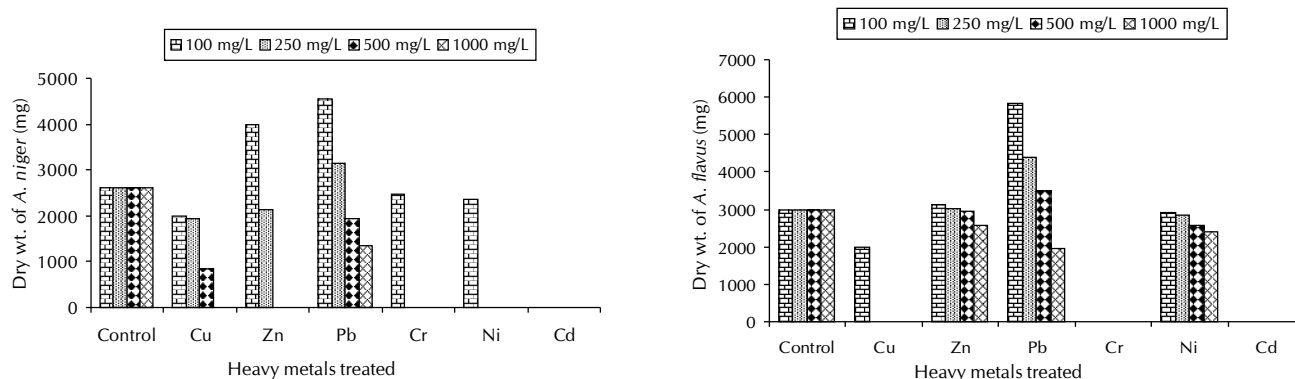 100 mg/L 250 mg/L 500 mg/L 1000 mg/L
5000
4000
3000
2000
1000
0
Dry wt. of A. niger (mg)
Control Cu Zn Pb Cr Ni Cd
Heavy metals treated
100 mg/L 250 mg/L 500 mg/L 1000 mg/L
7000
6000
5000
4000
3000
2000
1000
0
Dry wt. of A. flavus (mg)
Control Cu Zn Pb Cr Ni Cd
Heavy metals treated